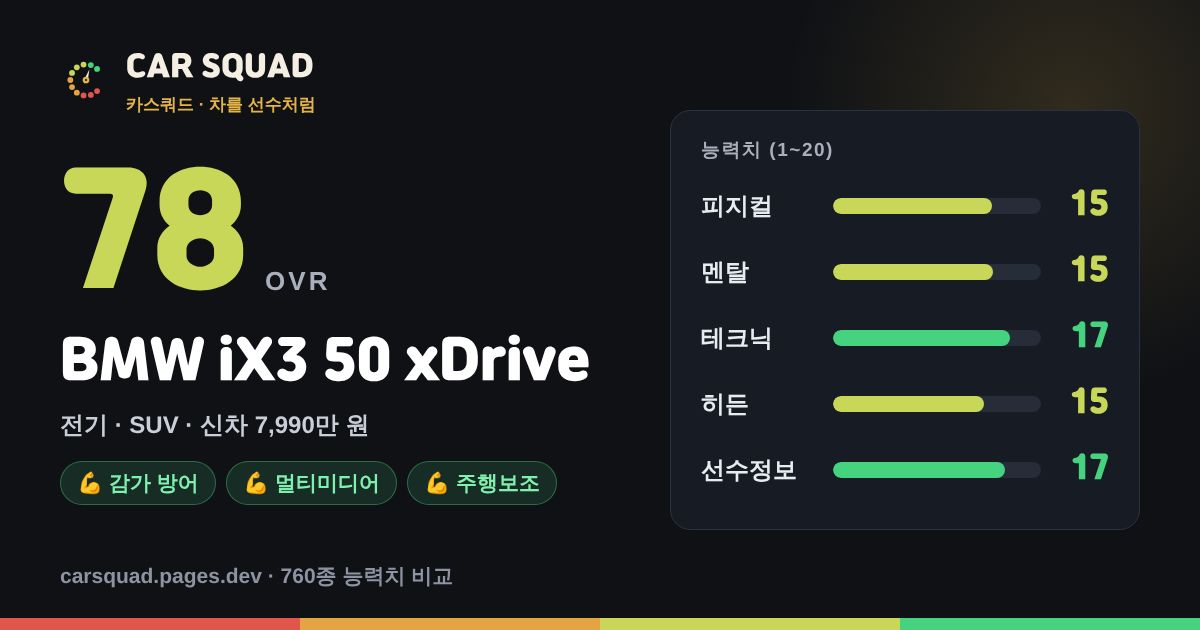 CAR SQUAD
카스쿼드 · 차를 선수처럼
78 OVR
BMW iX3 50 xDrive
전기 · SUV · 신차 7,990만 원
💪 감가 방어
💪 멀티미디어
💪 주행보조
carsquad.pages.dev · 760종 능력치 비교
능력치 (1~20)
피지컬 15
멘탈 15
테크닉 17
히든 15
선수정보 17